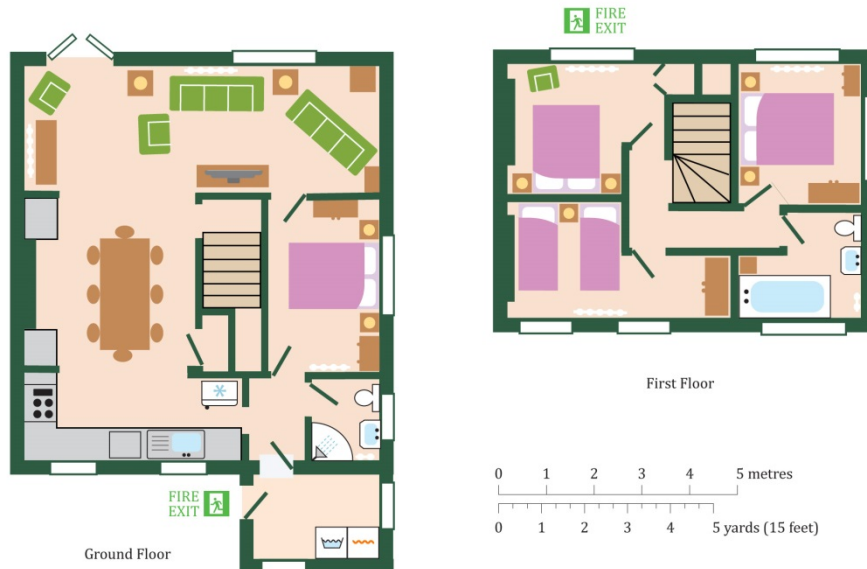 FIRE
EXIT
First Floor
0 1 2 3 4 5 metres
0 1 2 3 4 5 yards (15 feet)
FIRE
EXIT
Ground Floor